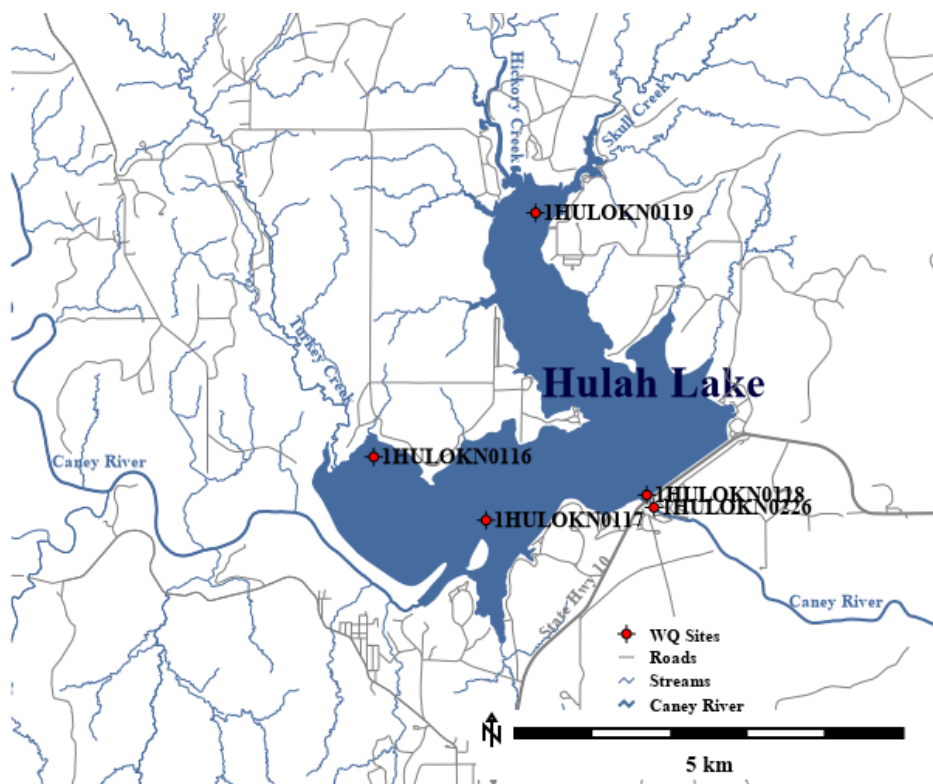 Hickory Creek
Skull Creek
1HULOKN0119
Turkey Creek
Hulah Lake
Caney River
1HULOKN0116
1HULOKN0118
1HULOKN0226
1HULOKN0117
State Hwy 10
Caney River
WQ Sites
Roads
Streams
Caney River
N
5 km